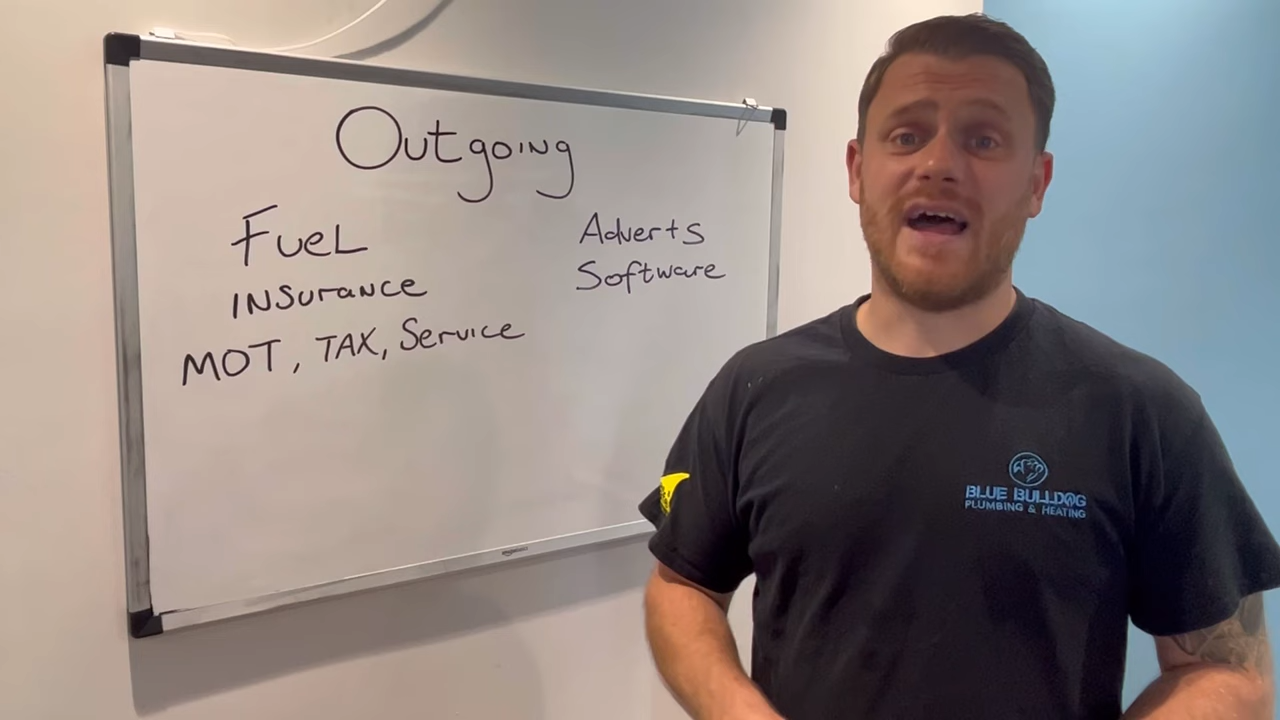 Outgoing
Fuel
Insurance
MOT, TAX, Service
Adverts
Software
BLUE BULLDOG
PLUMBING & HEATING